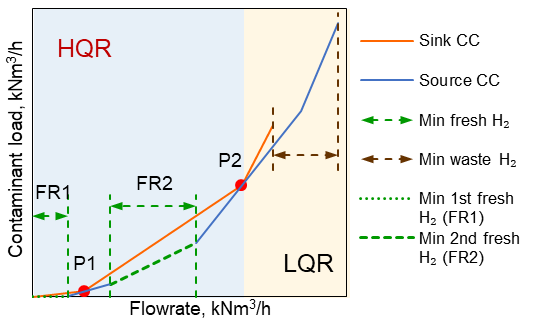 HQR
FR1
FR2
P1
P2
LQR
Contaminant load, kNm³/h
Flowrate, kNm³/h
Sink CC
Source CC
Min fresh H₂
Min waste H₂
Min 1st fresh
H₂ (FR1)
Min 2nd fresh
H₂ (FR2)